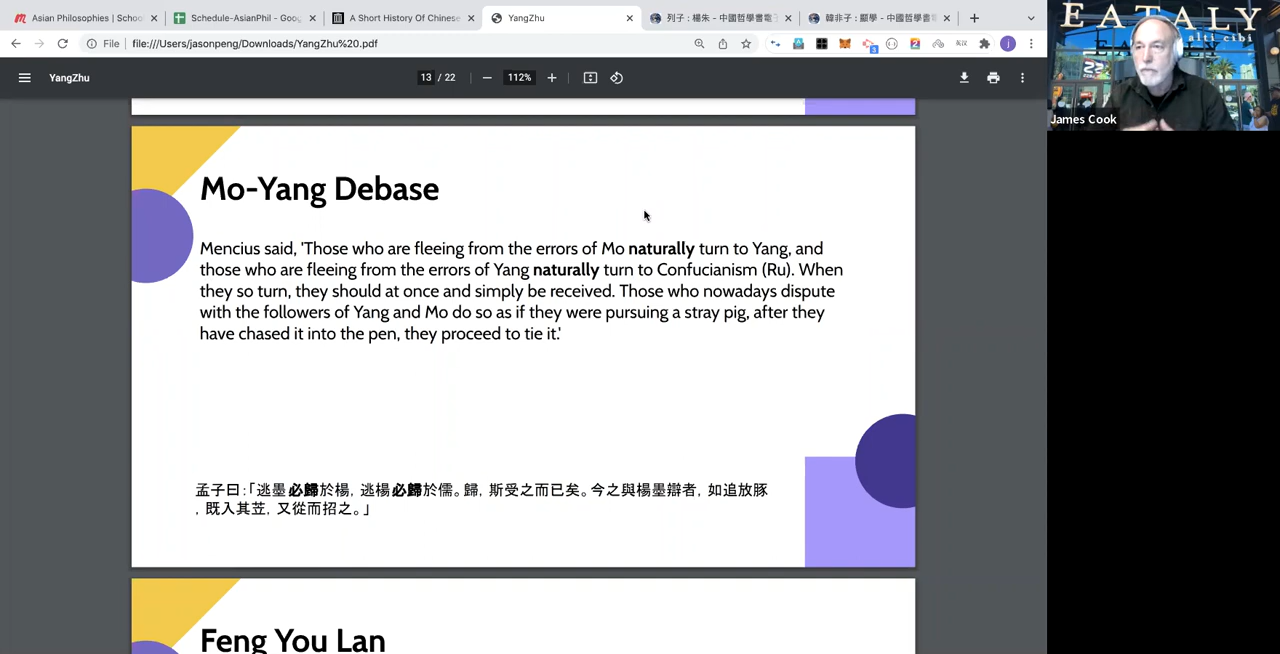 Asian Philosophies | Schoo
Schedule-AsianPhil - Goog
A Short History Of Chinese
YangZhu
列子 : 楊朱 - 中國哲學書電子
韓非子 : 顯學 - 中國哲學書電
File
file:///Users/jasonpeng/Downloads/YangZhu%20.pdf
YangZhu
13 / 22
112%
EATALY
alti cibi
James Cook
Mo-Yang Debase
Mencius said, 'Those who are fleeing from the errors of Mo naturally turn to Yang, and
those who are fleeing from the errors of Yang naturally turn to Confucianism (Ru). When
they so turn, they should at once and simply be received. Those who nowadays dispute
with the followers of Yang and Mo do so as if they were pursuing a stray pig, after they
have chased it into the pen, they proceed to tie it.'
孟子曰：「逃墨必歸於楊，逃楊必歸於儒。歸，斯受之而已矣。今之與楊墨辯者，如追放豚
，既入其苙，又從而招之。」
Feng You Lan